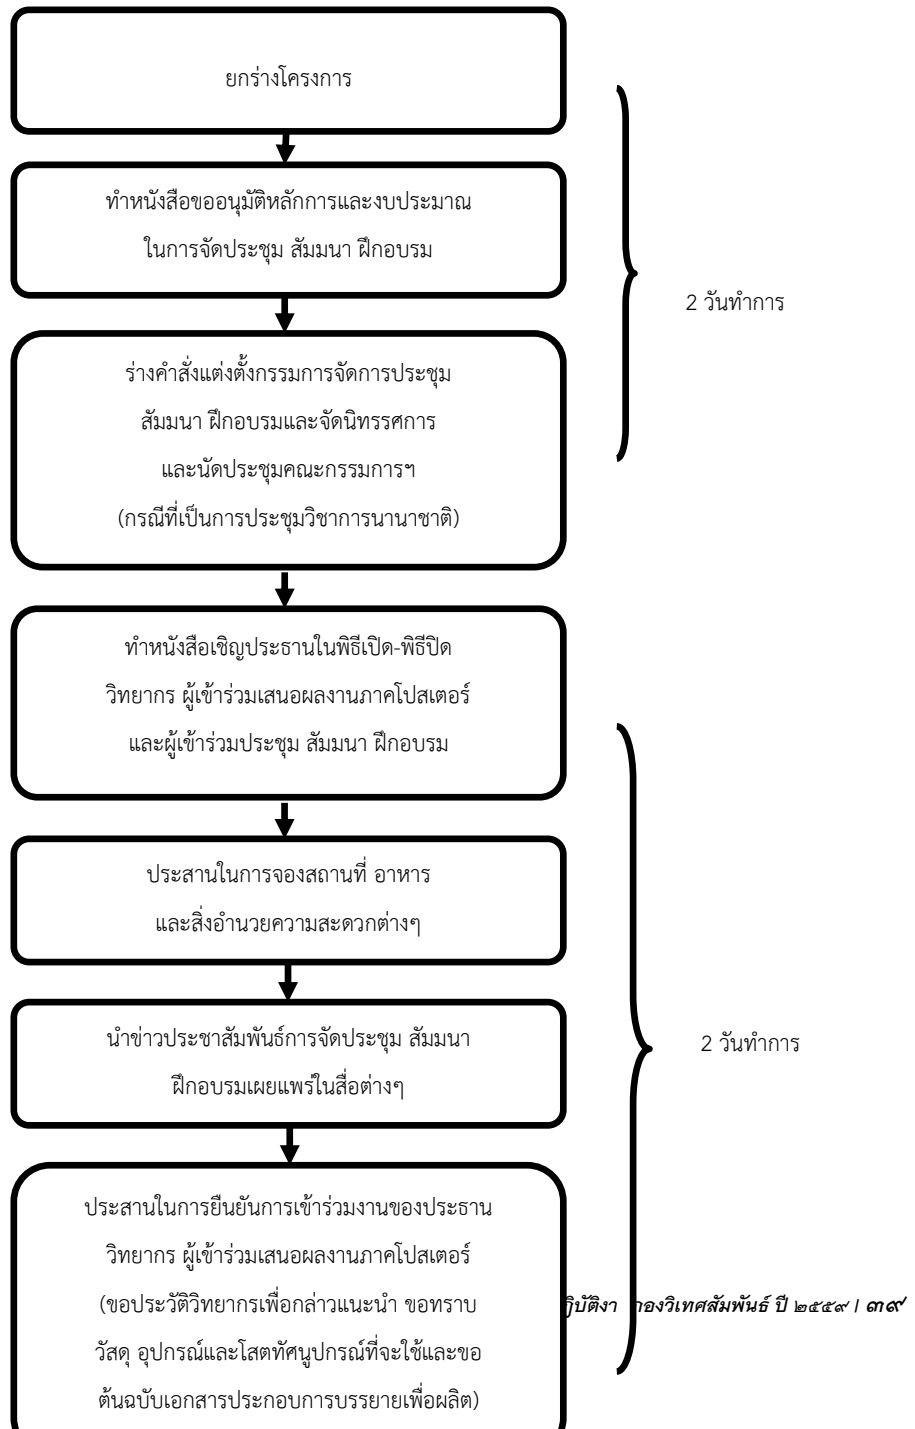 ยกร่างโครงการ
ทำหนังสือขออนุมัติหลักการและงบประมาณ
ในการจัดประชุม สัมมนา ฝึกอบรม
2 วันทำการ
ร่างคำสั่งแต่งตั้งกรรมการจัดการประชุม
สัมมนา ฝึกอบรมและจัดนิทรรศการ
และนัดประชุมคณะกรรมการฯ
(กรณีที่เป็นการประชุมวิชาการนานาชาติ)
ทำหนังสือเชิญประธานในพิธีเปิด-พิธีปิด
วิทยากร ผู้เข้าร่วมเสนอผลงานภาคโปสเตอร์
และผู้เข้าร่วมประชุม สัมมนา ฝึกอบรม
ประสานในการจองสถานที่ อาหาร
และสิ่งอำนวยความสะดวกต่างๆ
นำข่าวประชาสัมพันธ์การจัดประชุม สัมมนา
ฝึกอบรมเผยแพร่ในสื่อต่างๆ
2 วันทำการ
ประสานในการยืนยันการเข้าร่วมงานของประธาน
วิทยากร ผู้เข้าร่วมเสนอผลงานภาคโปสเตอร์
(ขอประวัติวิทยากรเพื่อกล่าวแนะนำ ขอทราบ
วัสดุ อุปกรณ์และโสตทัศนูปกรณ์ที่จะใช้และขอ
ต้นฉบับเอกสารประกอบการบรรยายเพื่อผลิต)
กองวิเทศสัมพันธ์ ปี ๒๕๕๙ | ๓๙